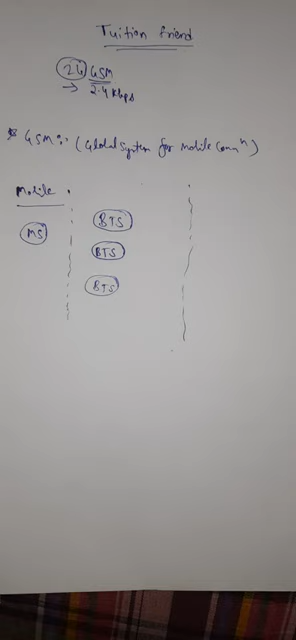 Tuition friend
2G GSM
→ 2.4 Kbps
* GSM:- (Global System for Mobile Commⁿ)
Mobile
MS
BTS
BTS
BTS